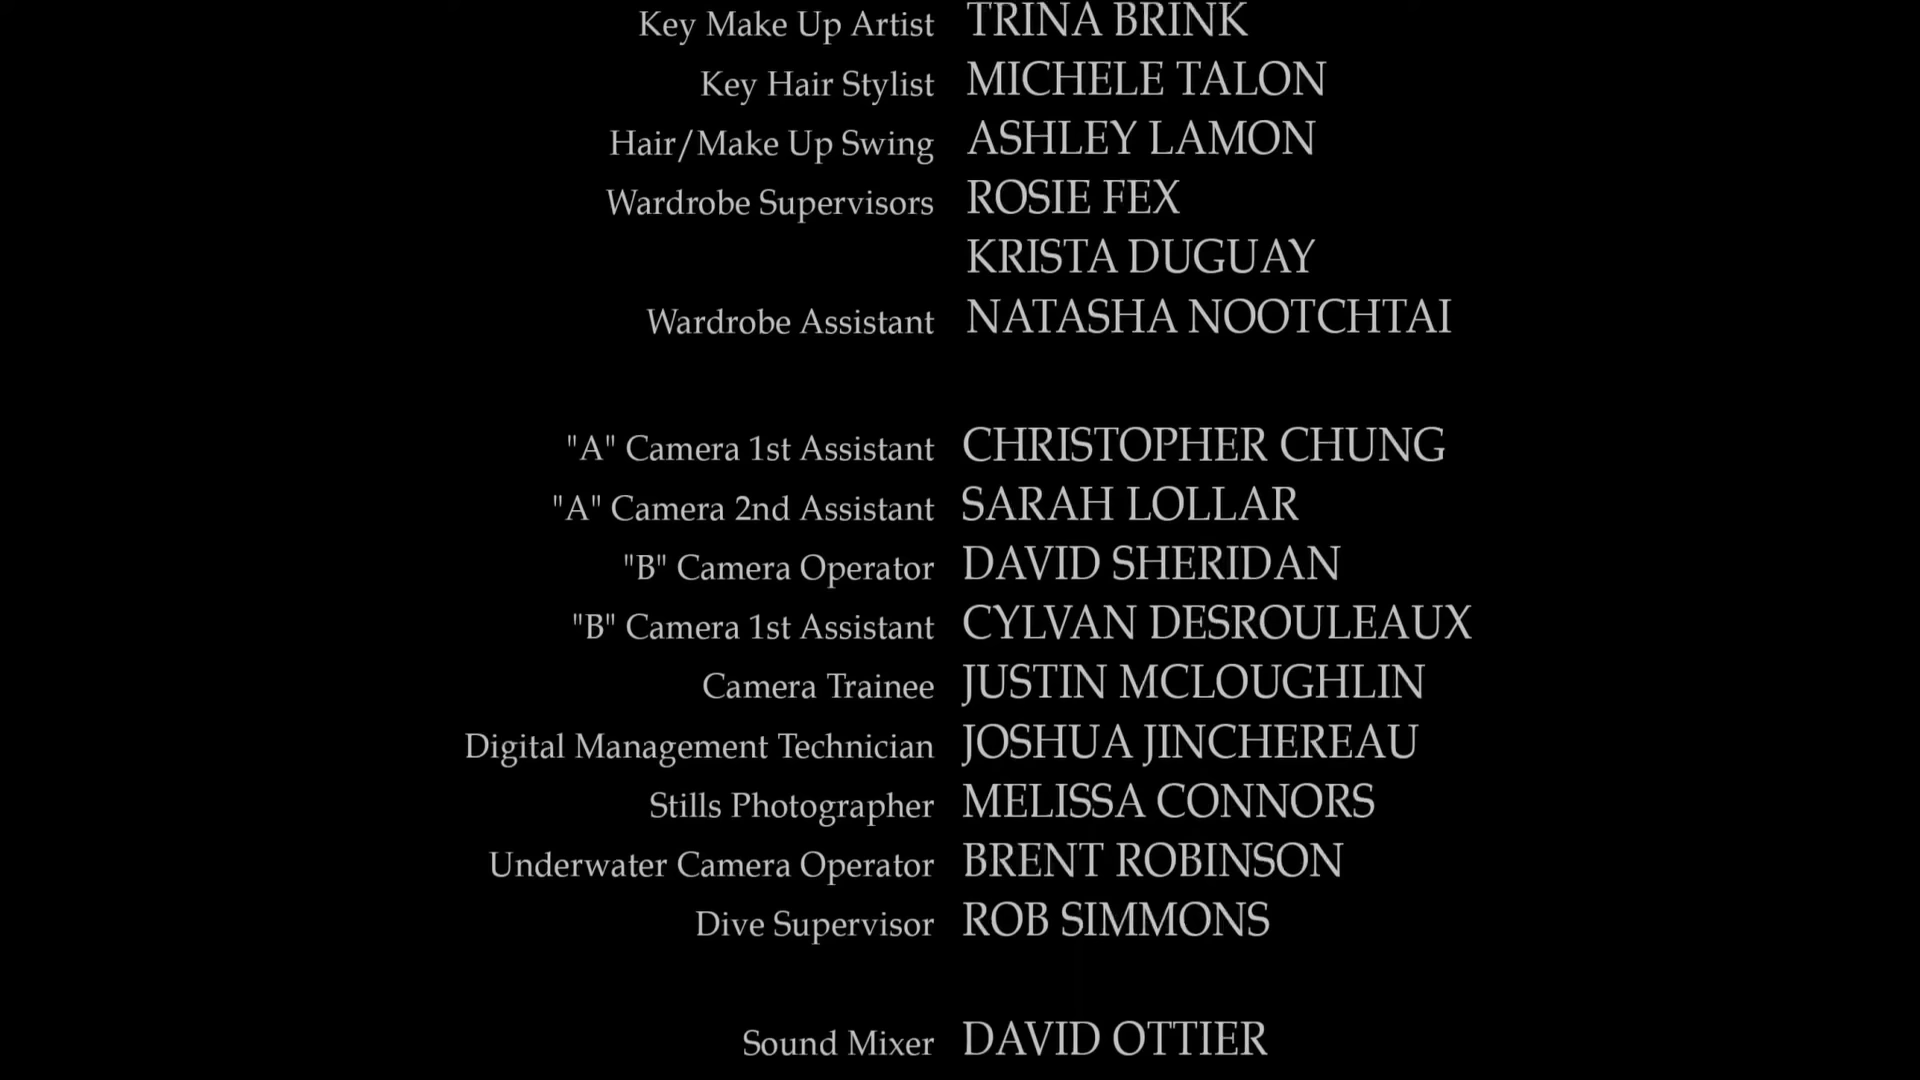 Key Make Up Artist TRINA BRINK
Key Hair Stylist MICHELE TALON
Hair/Make Up Swing ASHLEY LAMON
Wardrobe Supervisors ROSIE FEX
KRISTA DUGUAY
Wardrobe Assistant NATASHA NOOTCHTAI
"A" Camera 1st Assistant CHRISTOPHER CHUNG
"A" Camera 2nd Assistant SARAH LOLLAR
"B" Camera Operator DAVID SHERIDAN
"B" Camera 1st Assistant CYLVAN DESROULEAUX
Camera Trainee JUSTIN MCLOUGHLIN
Digital Management Technician JOSHUA JINCHEREAU
Stills Photographer MELISSA CONNORS
Underwater Camera Operator BRENT ROBINSON
Dive Supervisor ROB SIMMONS
Sound Mixer DAVID OTTIER